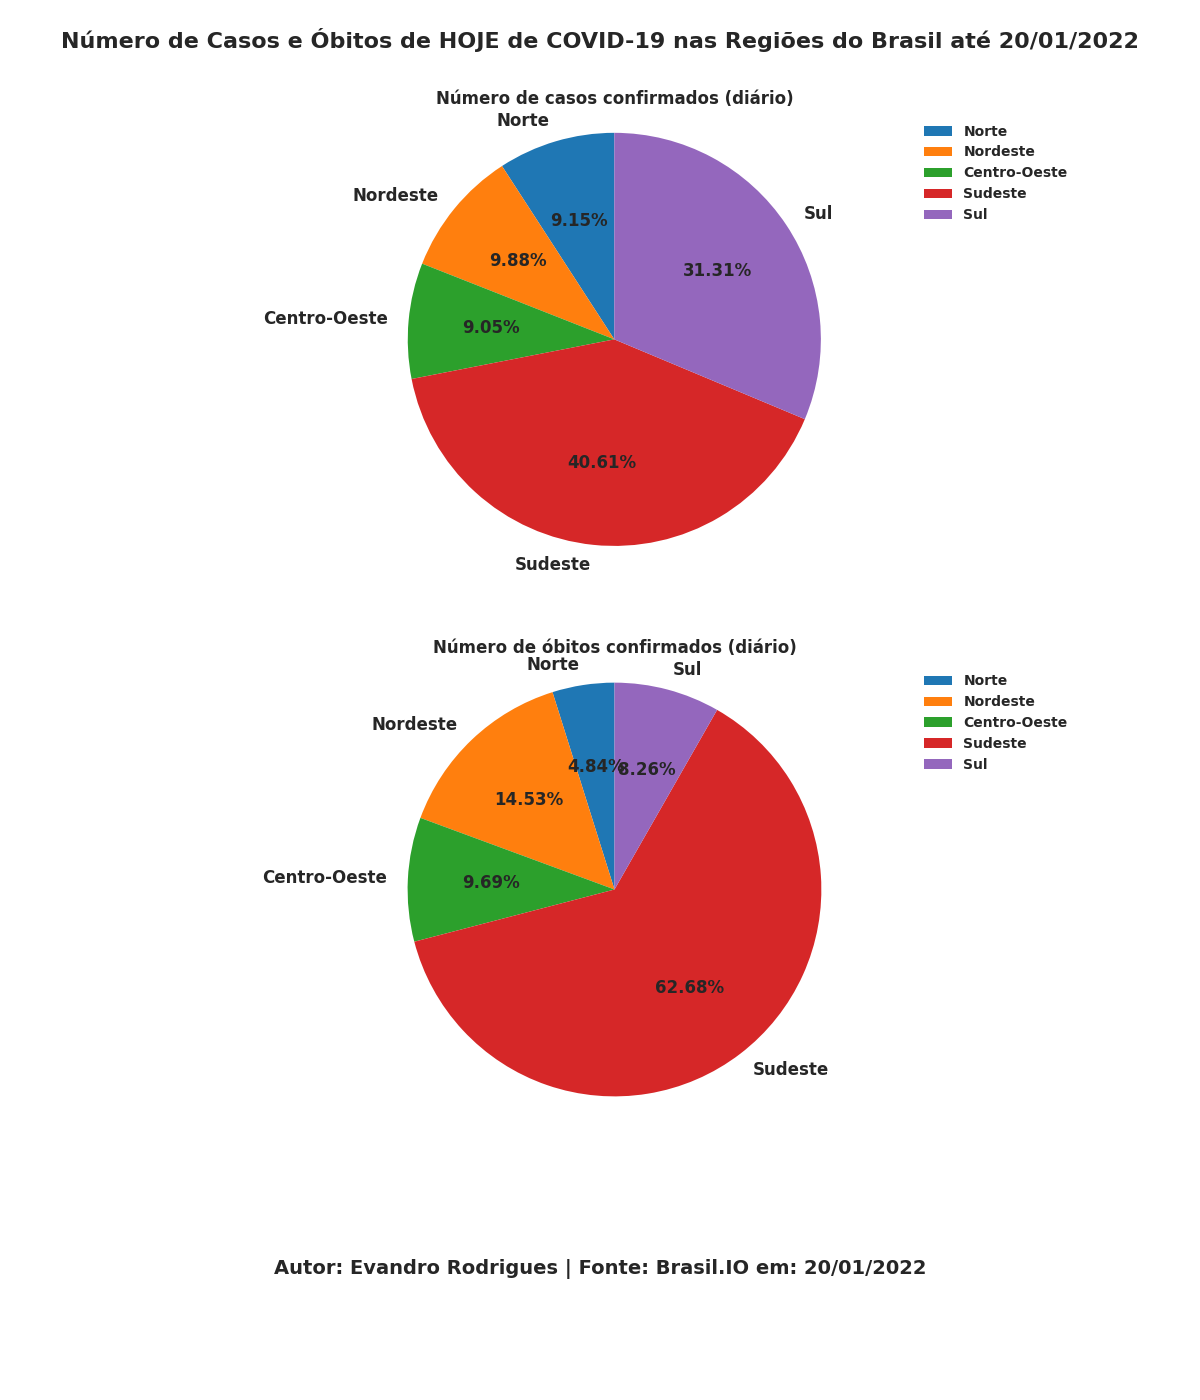 Número de Casos e Óbitos de HOJE de COVID-19 nas Regiões do Brasil até 20/01/2022
Número de casos confirmados (diário)
Norte
Nordeste
Centro-Oeste
Sudeste
Sul
9.15%
9.88%
9.05%
40.61%
31.31%
Norte
Nordeste
Centro-Oeste
Sudeste
Sul
Número de óbitos confirmados (diário)
Norte
Nordeste
Centro-Oeste
Sudeste
Sul
4.84%
14.53%
9.69%
62.68%
8.26%
Norte
Nordeste
Centro-Oeste
Sudeste
Sul
Autor: Evandro Rodrigues | Fonte: Brasil.IO em: 20/01/2022